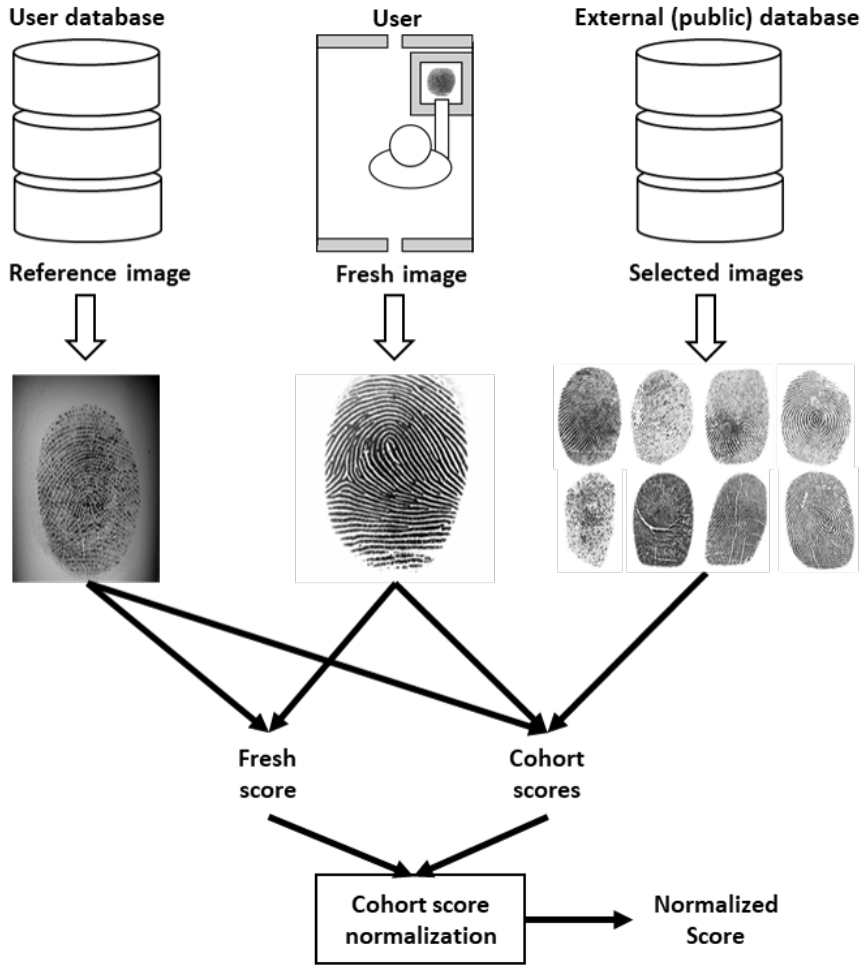 User database
User
External (public) database
Reference image
Fresh image
Selected images
Fresh
score
Cohort
scores
Cohort score
normalization
Normalized
Score